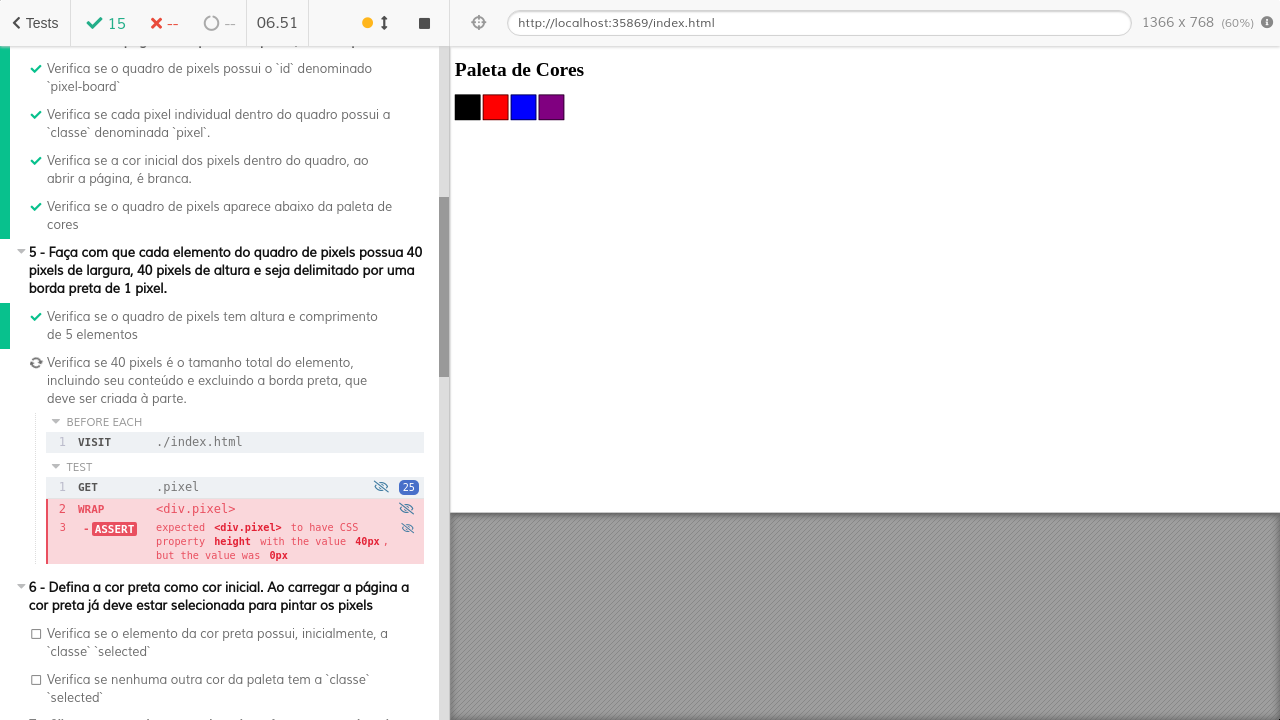 Tests
15
--
--
06.51
http://localhost:35869/index.html
1366 x 768 (60%)
Verifica se o quadro de pixels possui o `id` denominado
`pixel-board`
Verifica se cada pixel individual dentro do quadro possui a
`classe` denominada `pixel`.
Verifica se a cor inicial dos pixels dentro do quadro, ao
abrir a página, é branca.
Verifica se o quadro de pixels aparece abaixo da paleta de
cores
5 - Faça com que cada elemento do quadro de pixels possua 40
pixels de largura, 40 pixels de altura e seja delimitado por uma
borda preta de 1 pixel.
Verifica se o quadro de pixels tem altura e comprimento
de 5 elementos
Verifica se 40 pixels é o tamanho total do elemento,
incluindo seu conteúdo e excluindo a borda preta, que
deve ser criada à parte.
BEFORE EACH
1 VISIT ./index.html
TEST
1 GET .pixel 25
2 WRAP <div.pixel>
3 -ASSERT expected <div.pixel> to have CSS
property height with the value 40px,
but the value was 0px
6 - Defina a cor preta como cor inicial. Ao carregar a página a
cor preta já deve estar selecionada para pintar os pixels
Verifica se o elemento da cor preta possui, inicialmente, a
`classe` `selected`
Verifica se nenhuma outra cor da paleta tem a `classe`
`selected`
Paleta de Cores